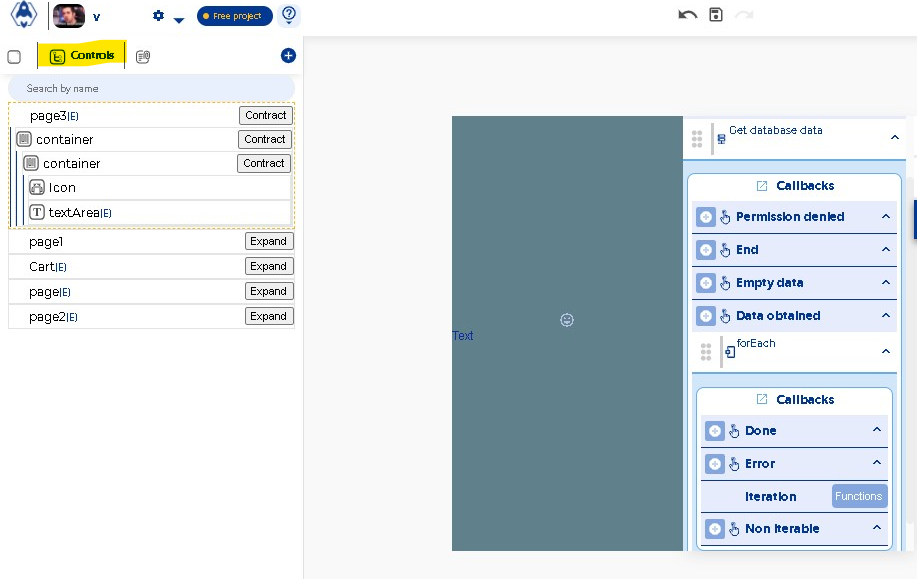 v
Free project
Controls
Search by name
page3(E)
Contract
container
Contract
container
Contract
Icon
textArea(E)
page1
Expand
Cart(E)
Expand
page(E)
Expand
page2(E)
Expand
Text
Get database data
Callbacks
Permission denied
End
Empty data
Data obtained
forEach
Callbacks
Done
Error
Iteration
Functions
Non Iterable